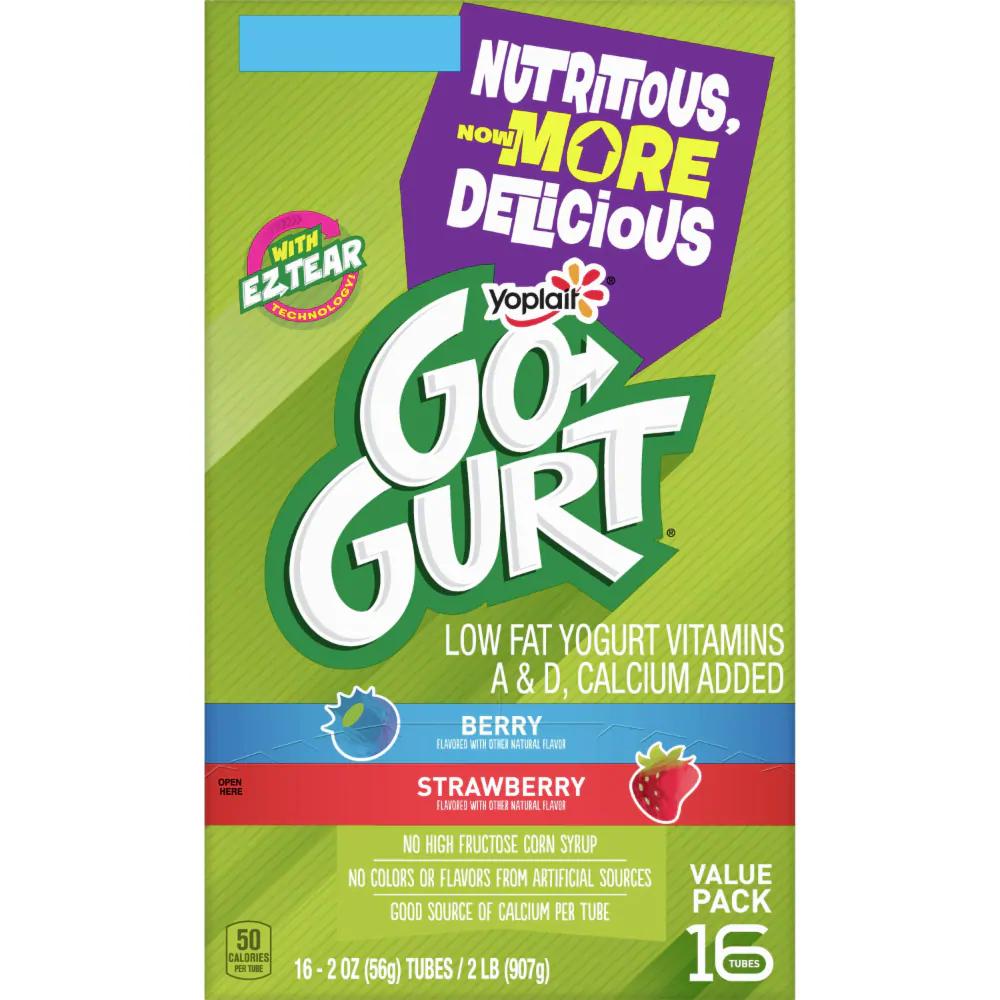 NUTRITIOUS,
NOW MORE
DELICIOUS
WITH
EZ TEAR
TECHNOLOGY!
Yoplait®
GO-
GURT®
LOW FAT YOGURT VITAMINS
A & D, CALCIUM ADDED
BERRY
FLAVORED WITH OTHER NATURAL FLAVOR
OPEN
HERE
STRAWBERRY
FLAVORED WITH OTHER NATURAL FLAVOR
NO HIGH FRUCTOSE CORN SYRUP
NO COLORS OR FLAVORS FROM ARTIFICIAL SOURCES
GOOD SOURCE OF CALCIUM PER TUBE
VALUE
PACK
16
TUBES
50
CALORIES
PER TUBE
16 - 2 OZ (56g) TUBES / 2 LB (907g)